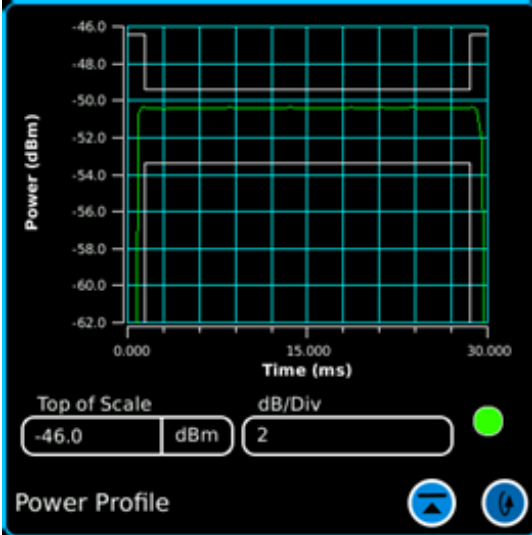 -46.0
-48.0
-50.0
-52.0
-54.0
-56.0
-58.0
-60.0
-62.0
Power (dBm)
0.000 15.000 30.000
Time (ms)
Top of Scale dB/Div
-46.0 dBm 2
Power Profile